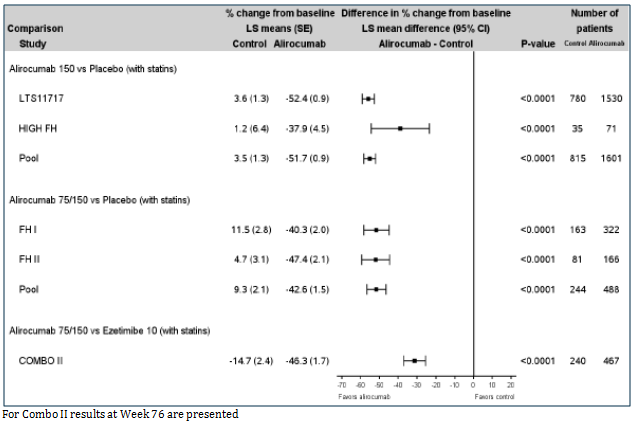 % change from baseline Difference in % change from baseline Number of
Comparison LS means (SE) LS mean difference (95% CI) patients
Study Control Alirocumab Alirocumab - Control P-value Control Alirocumab
Alirocumab 150 vs Placebo (with statins)
LTS11717 3.6 (1.3) -52.4 (0.9) <0.0001 780 1530
HIGH FH 1.2 (6.4) -37.9 (4.5) <0.0001 35 71
Pool 3.5 (1.3) -51.7 (0.9) <0.0001 815 1601
Alirocumab 75/150 vs Placebo (with statins)
FH I 11.5 (2.8) -40.3 (2.0) <0.0001 163 322
FH II 4.7 (3.1) -47.4 (2.1) <0.0001 81 166
Pool 9.3 (2.1) -42.6 (1.5) <0.0001 244 488
Alirocumab 75/150 vs Ezetimibe 10 (with statins)
COMBO II -14.7 (2.4) -46.3 (1.7) <0.0001 240 467
-70 -60 -50 -40 -30 -20 -10 0 10 20
Favors alirocumab Favors control
For Combo II results at Week 76 are presented